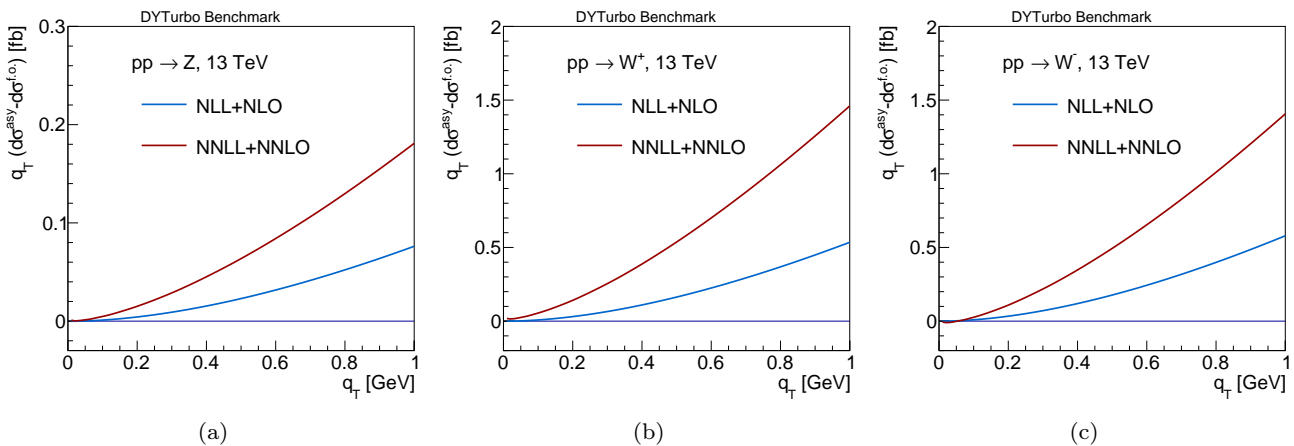 DYTurbo Benchmark
q_T (dσ^asy-dσ^f.o.) [fb]
0.3
0.2
0.1
0
pp → Z, 13 TeV
NLL+NLO
NNLL+NNLO
0 0.2 0.4 0.6 0.8 1
q_T [GeV]
(a)
DYTurbo Benchmark
q_T (dσ^asy-dσ^f.o.) [fb]
2
1.5
1
0.5
0
pp → W^+, 13 TeV
NLL+NLO
NNLL+NNLO
0 0.2 0.4 0.6 0.8 1
q_T [GeV]
(b)
DYTurbo Benchmark
q_T (dσ^asy-dσ^f.o.) [fb]
2
1.5
1
0.5
0
pp → W^-, 13 TeV
NLL+NLO
NNLL+NNLO
0 0.2 0.4 0.6 0.8 1
q_T [GeV]
(c)